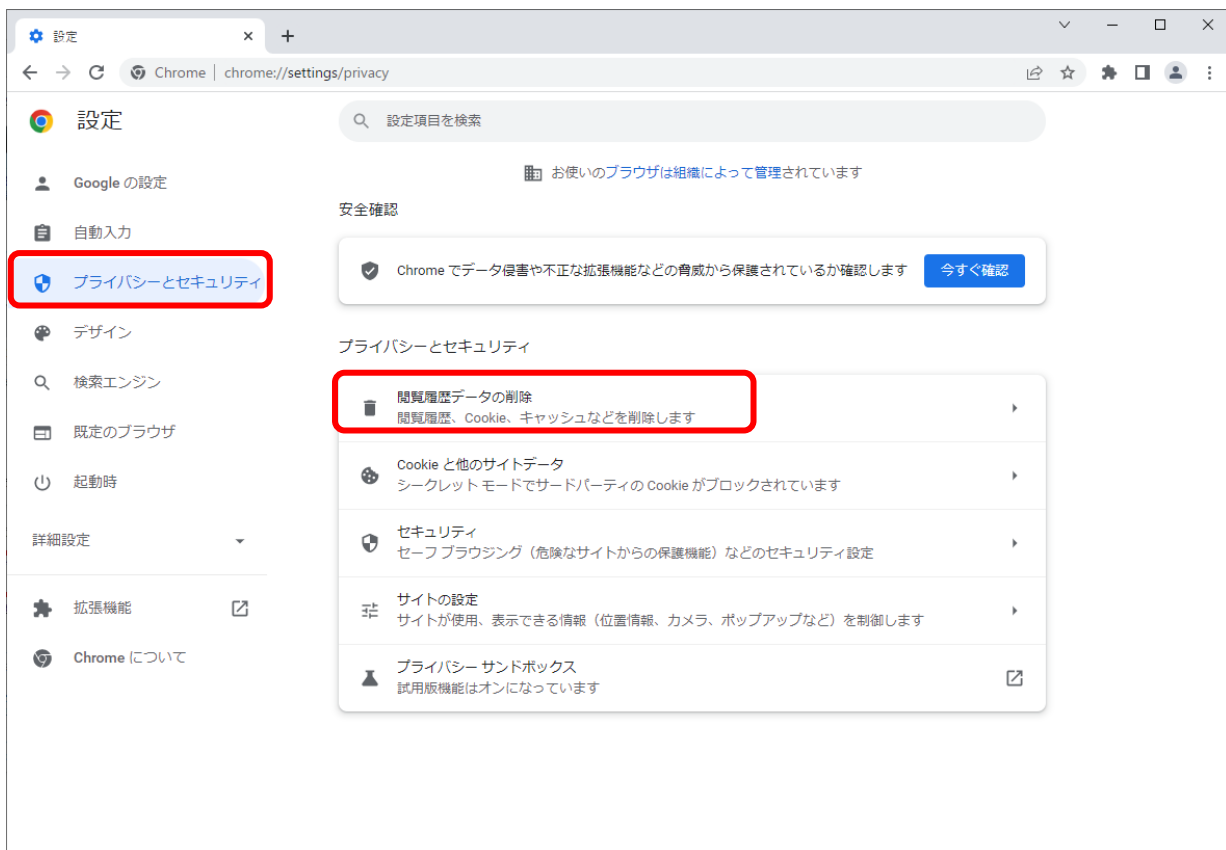 設定
Chrome
chrome://settings/privacy
設定
設定項目を検索
Google の設定
自動入力
プライバシーとセキュリティ
デザイン
検索エンジン
既定のブラウザ
起動時
詳細設定
拡張機能
Chrome について
お使いのブラウザは組織によって管理されています
安全確認
Chrome でデータ侵害や不正な拡張機能などの脅威から保護されているか確認します
今すぐ確認
プライバシーとセキュリティ
閲覧履歴データの削除
閲覧履歴、Cookie、キャッシュなどを削除します
Cookie と他のサイトデータ
シークレット モードでサードパーティの Cookie がブロックされています
セキュリティ
セーフ ブラウジング（危険なサイトからの保護機能）などのセキュリティ設定
サイトの設定
サイトが使用、表示できる情報（位置情報、カメラ、ポップアップなど）を制御します
プライバシー サンドボックス
試用版機能はオンになっています